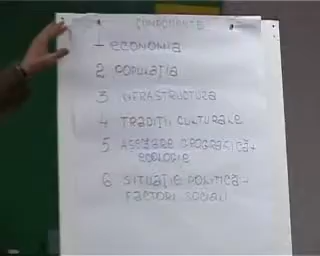 COMPONENTE
1 ECONOMIA
2 POPULAȚIA
3 INFRASTRUCTURA
4 TRADIȚII CULTURALE
5 AȘEZARE GEOGRAFICĂ+
ECOLOGIE
6 SITUAȚIE POLITICĂ-
FACTORI SOCIALI